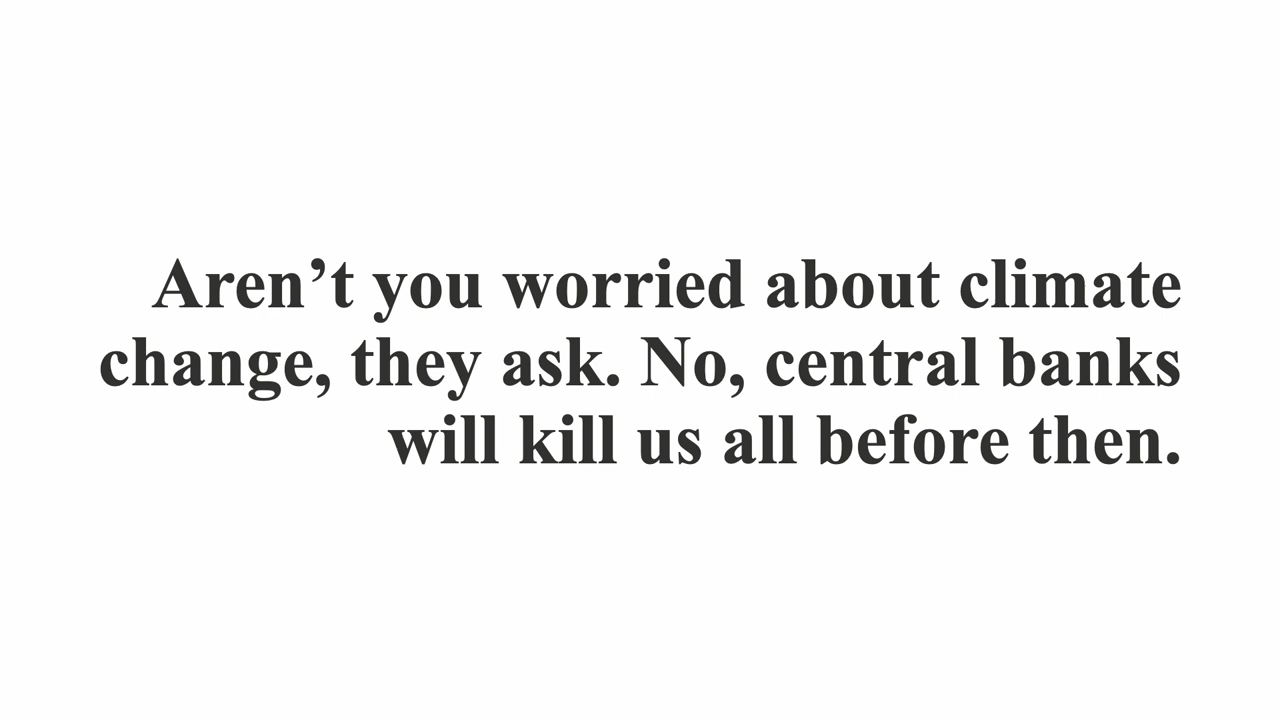 Aren’t you worried about climate
change, they ask. No, central banks
will kill us all before then.